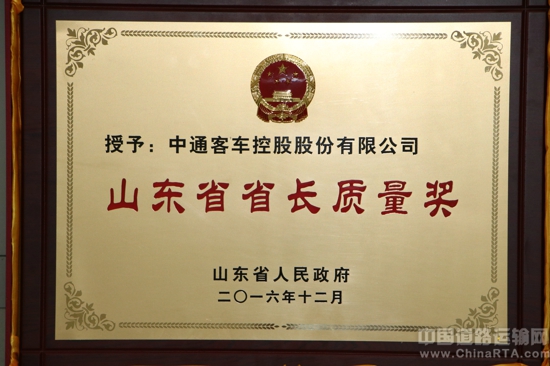 授予：中通客车控股股份有限公司
山东省省长质量奖
山东省人民政府
二〇一六年十二月
中国道路运输网
www.ChinaRTA.com